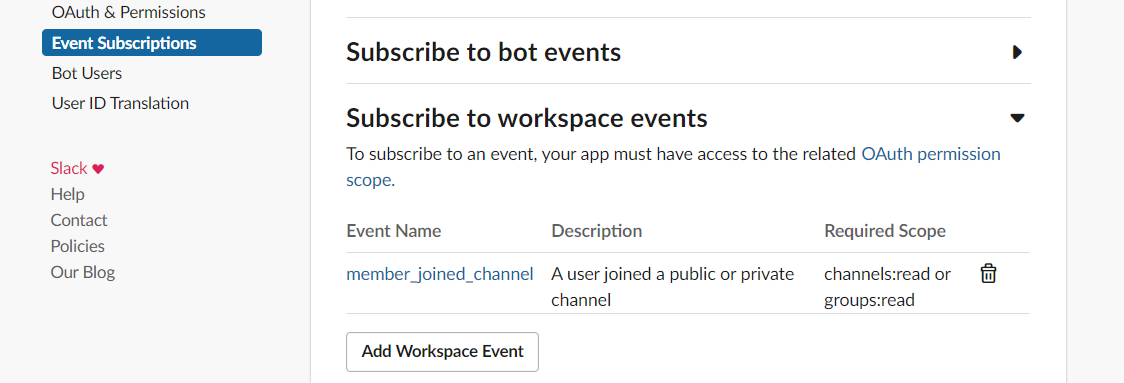 OAuth & Permissions
Event Subscriptions
Bot Users
User ID Translation
Slack ♥
Help
Contact
Policies
Our Blog
Subscribe to bot events
Subscribe to workspace events
To subscribe to an event, your app must have access to the related OAuth permission
scope.
Event Name Description Required Scope
member_joined_channel A user joined a public or private channels:read or
channel groups:read
Add Workspace Event